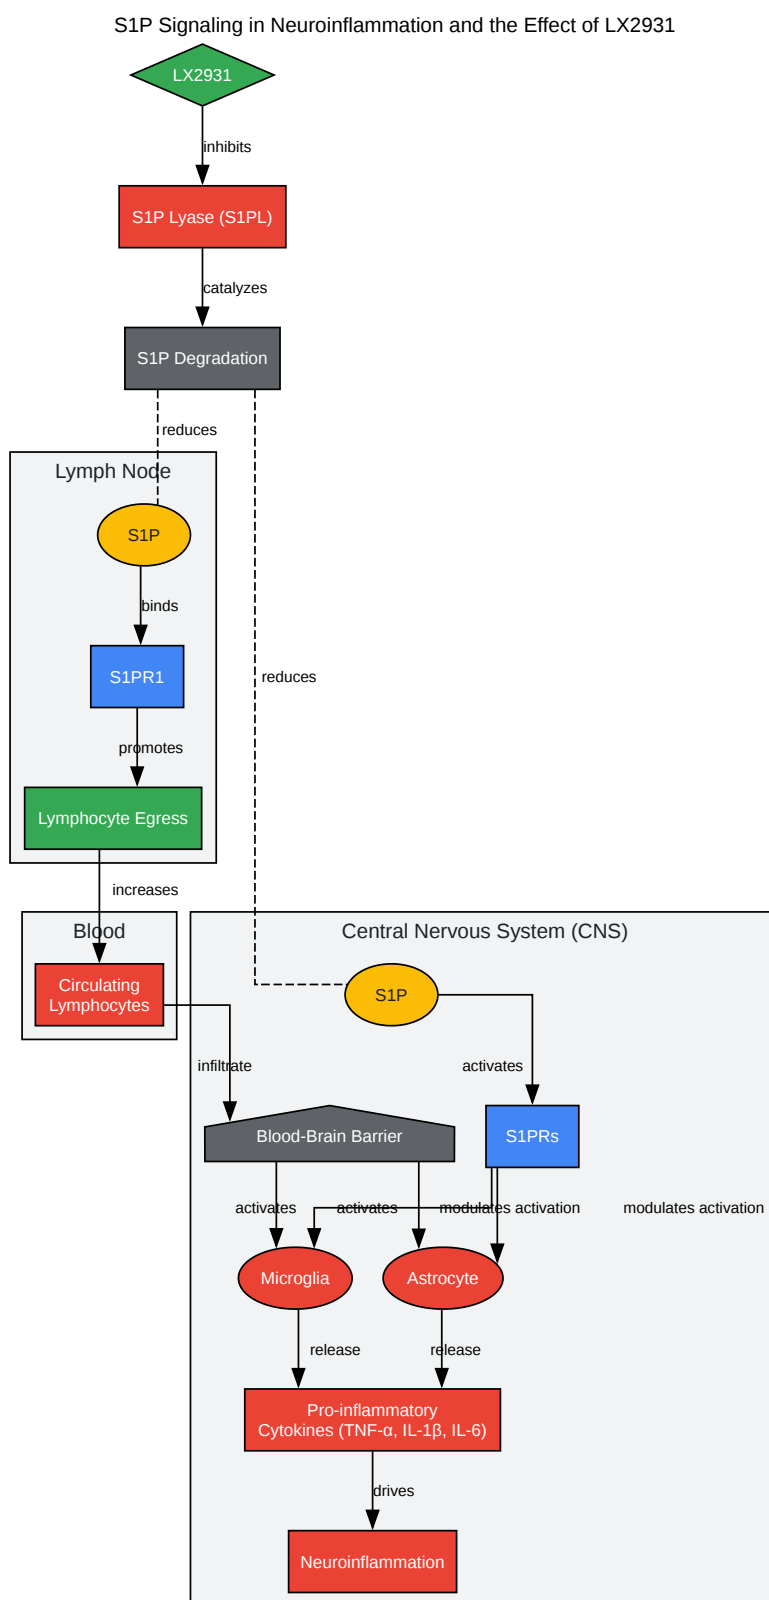 S1P Signaling in Neuroinflammation and the Effect of LX2931
LX2931
inhibits
S1P Lyase (S1PL)
catalyzes
S1P Degradation
reduces
Lymph Node
S1P
binds
S1PR1
reduces
promotes
Lymphocyte Egress
increases
Blood
Central Nervous System (CNS)
Circulating
Lymphocytes
S1P
infiltrate
activates
Blood-Brain Barrier
S1PRs
activates
activates
modulates activation
modulates activation
Microglia
Astrocyte
release
release
Pro-inflammatory
Cytokines (TNF-α, IL-1β, IL-6)
drives
Neuroinflammation